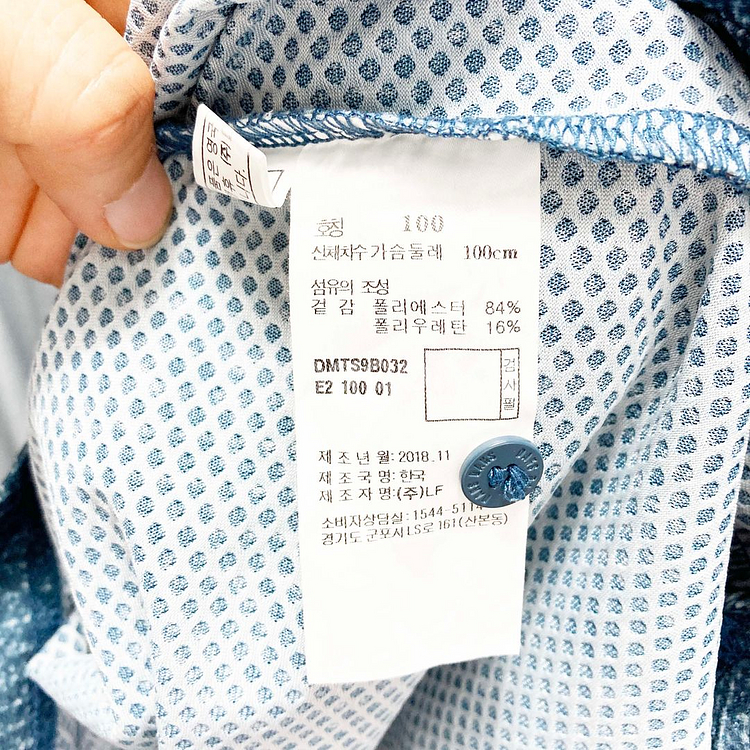 호칭 100
신체치수 가슴둘레 100cm
섬유의 조성
겉 감 폴리에스터 84%
폴리우레탄 16%
DMTS9B032
E2 100 01
검사필
제 조 년 월: 2018.11
제 조 국 명: 한국
제 조 자 명: (주)LF
소비자상담실: 1544-5114
경기도 군포시 LS로 161 (산본동)